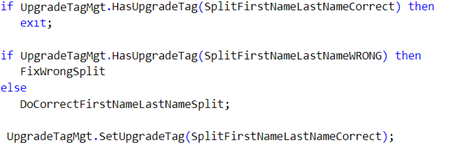 if UpgradeTagMgt.HasUpgradeTag(SplitFirstNameLastNameCorrect) then
exit;
if UpgradeTagMgt.HasUpgradeTag(SplitFirstNameLastNameWRONG) then
FixWrongSplit
else
DoCorrectFirstNameLastNameSplit;
UpgradeTagMgt.SetUpgradeTag(SplitFirstNameLastNameCorrect);